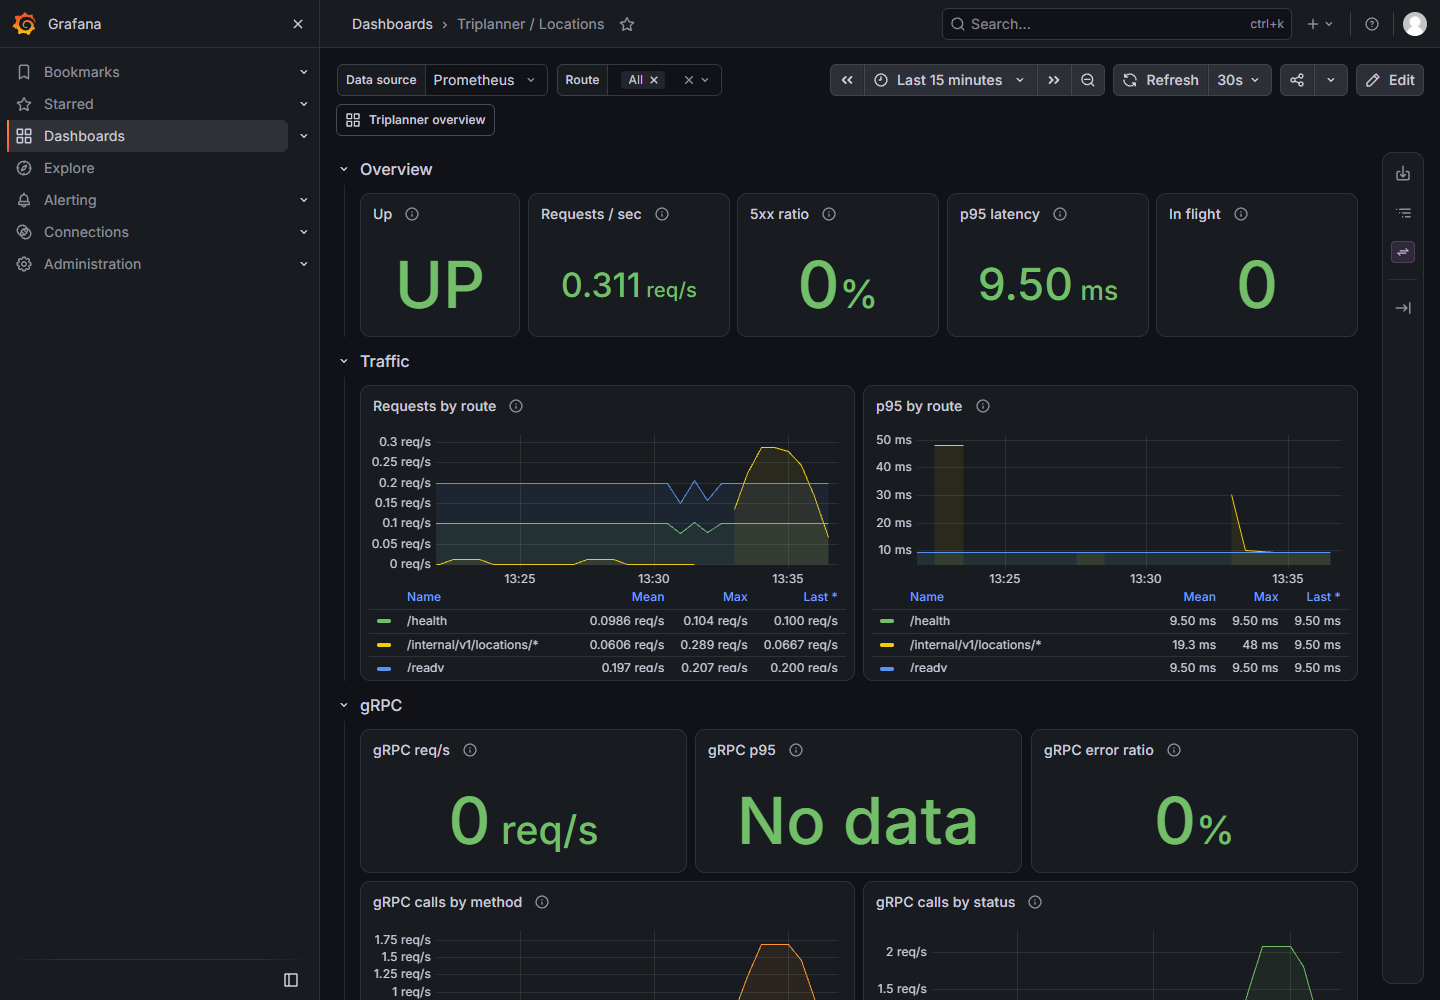 Grafana
Dashboards › Triplanner / Locations
Search...
ctrl+k
Bookmarks
Starred
Dashboards
Explore
Alerting
Connections
Administration
Data source
Prometheus
Route
All
Last 15 minutes
Refresh
30s
Edit
Triplanner overview
Overview
Up
UP
Requests / sec
0.311 req/s
5xx ratio
0%
p95 latency
9.50 ms
In flight
0
Traffic
Requests by route
0.3 req/s
0.25 req/s
0.2 req/s
0.15 req/s
0.1 req/s
0.05 req/s
0 req/s
13:25 13:30 13:35
Name Mean Max Last *
/health 0.0986 req/s 0.104 req/s 0.100 req/s
/internal/v1/locations/* 0.0606 req/s 0.289 req/s 0.0667 req/s
/ready 0.197 req/s 0.207 req/s 0.200 req/s
p95 by route
50 ms
40 ms
30 ms
20 ms
10 ms
13:25 13:30 13:35
Name Mean Max Last *
/health 9.50 ms 9.50 ms 9.50 ms
/internal/v1/locations/* 19.3 ms 48 ms 9.50 ms
/ready 9.50 ms 9.50 ms 9.50 ms
gRPC
gRPC req/s
0 req/s
gRPC p95
No data
gRPC error ratio
0%
gRPC calls by method
1.75 req/s
1.5 req/s
1.25 req/s
1 req/s
gRPC calls by status
2 req/s
1.5 req/s